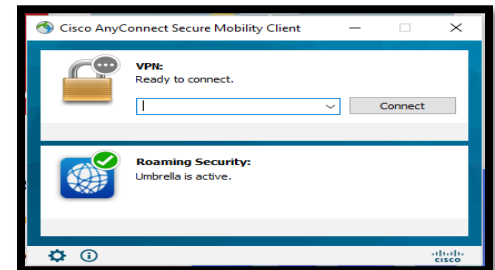 Cisco AnyConnect Secure Mobility Client
VPN:
Ready to connect.
Connect
Roaming Security:
Umbrella is active.
cisco